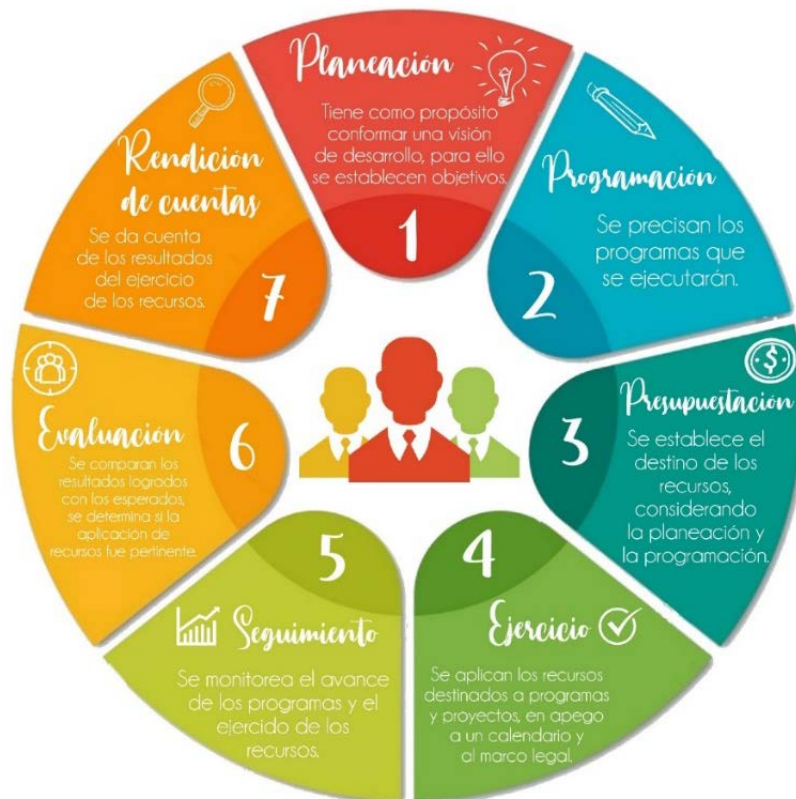 Planeación
Tiene como propósito
conformar una visión
de desarrollo, para ello
se establecen objetivos.
1
Programación
Se precisan los
programas que
se ejecutarán.
2
Presupuestación
Se establece el
destino de los
recursos,
considerando
la planeación y
la programación.
3
4
Ejercicio
Se aplican los recursos
destinados a programas
y proyectos, en apego
a un calendario y
al marco legal.
5
Seguimiento
Se monitorea el avance
de los programas y el
ejercido de los
recursos.
6
Evaluación
Se comparan los
resultados logrados
con los esperados,
se determina si la
aplicación de
recursos fue pertinente.
Rendición
de cuentas
Se da cuenta
de los resultados
del ejercicio
de los recursos.
7
$